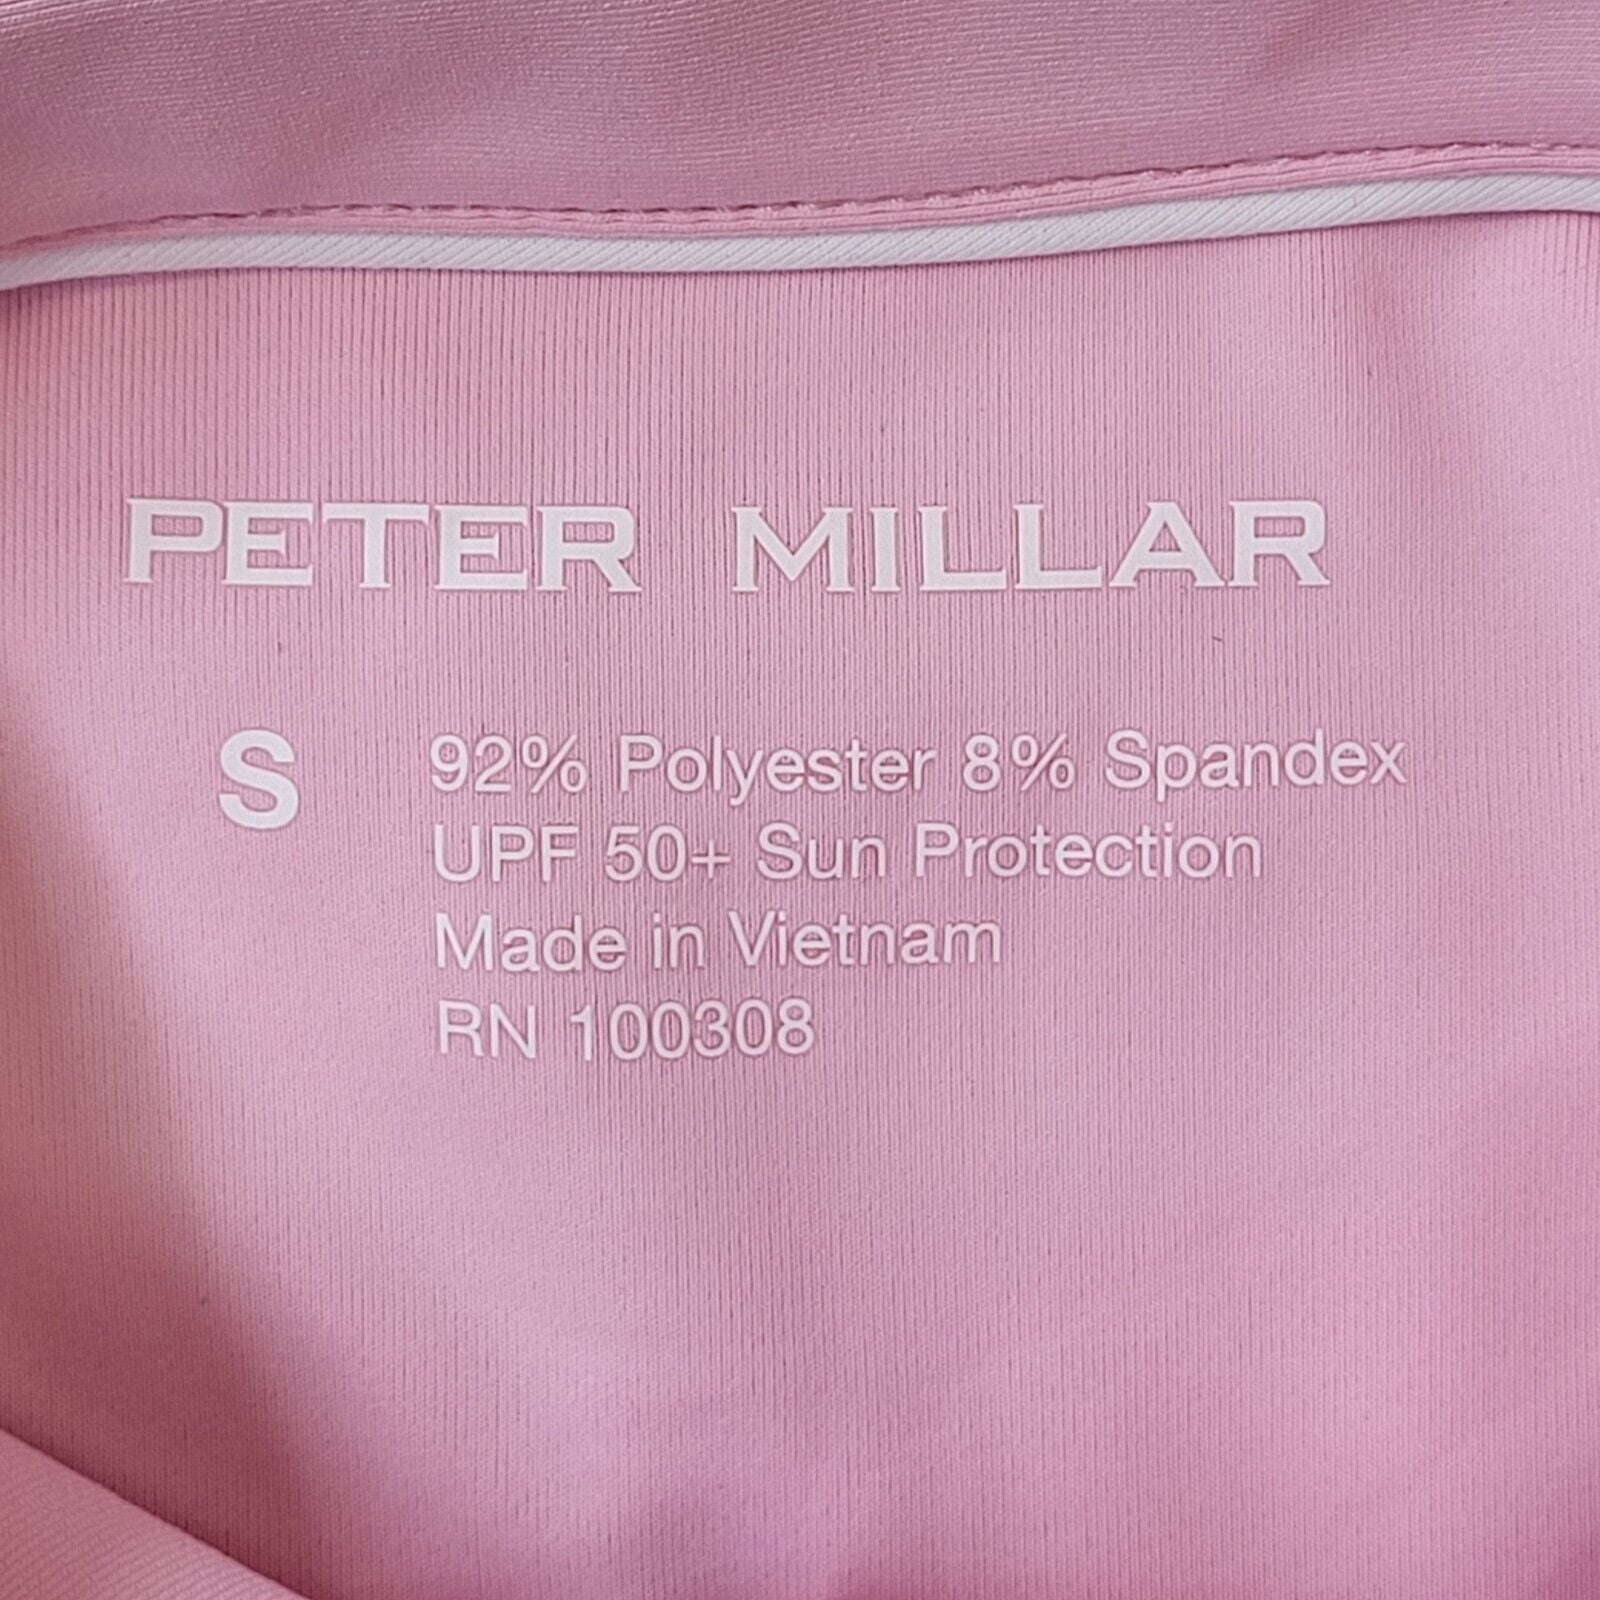 PETER MILLAR
S 92% Polyester 8% Spandex
UPF 50+ Sun Protection
Made in Vietnam
RN 100308